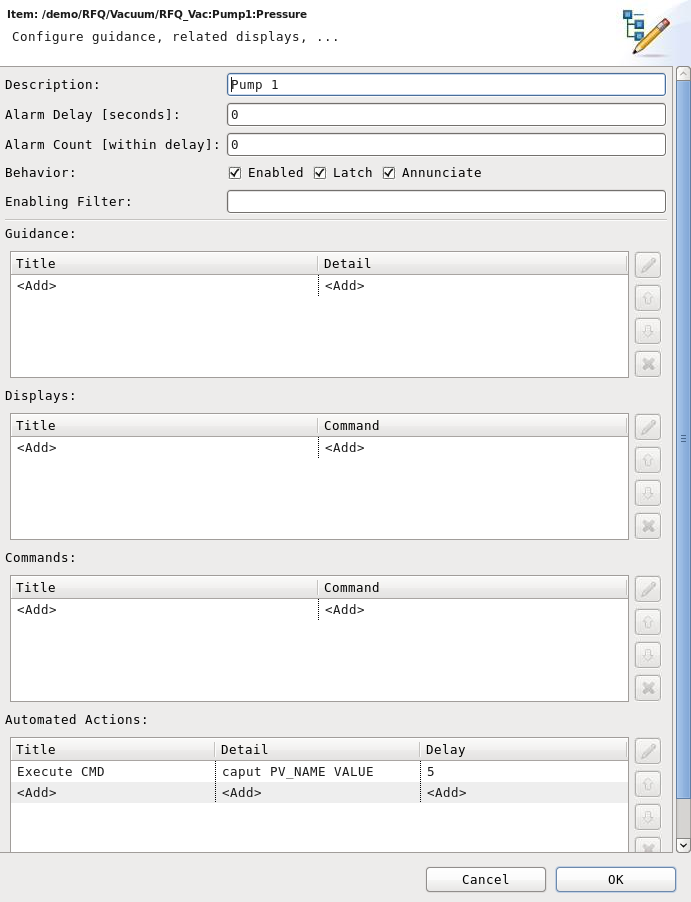 Item: /demo/RFQ/Vacuum/RFQ_Vac:Pump1:Pressure
Configure guidance, related displays, ...
Description: Pump 1
Alarm Delay [seconds]: 0
Alarm Count [within delay]: 0
Behavior: Enabled Latch Annunciate
Enabling Filter:
Guidance:
Title Detail
<Add> <Add>
Displays:
Title Command
<Add> <Add>
Commands:
Title Command
<Add> <Add>
Automated Actions:
Title Detail Delay
Execute CMD caput PV_NAME VALUE 5
<Add> <Add> <Add>
Cancel OK